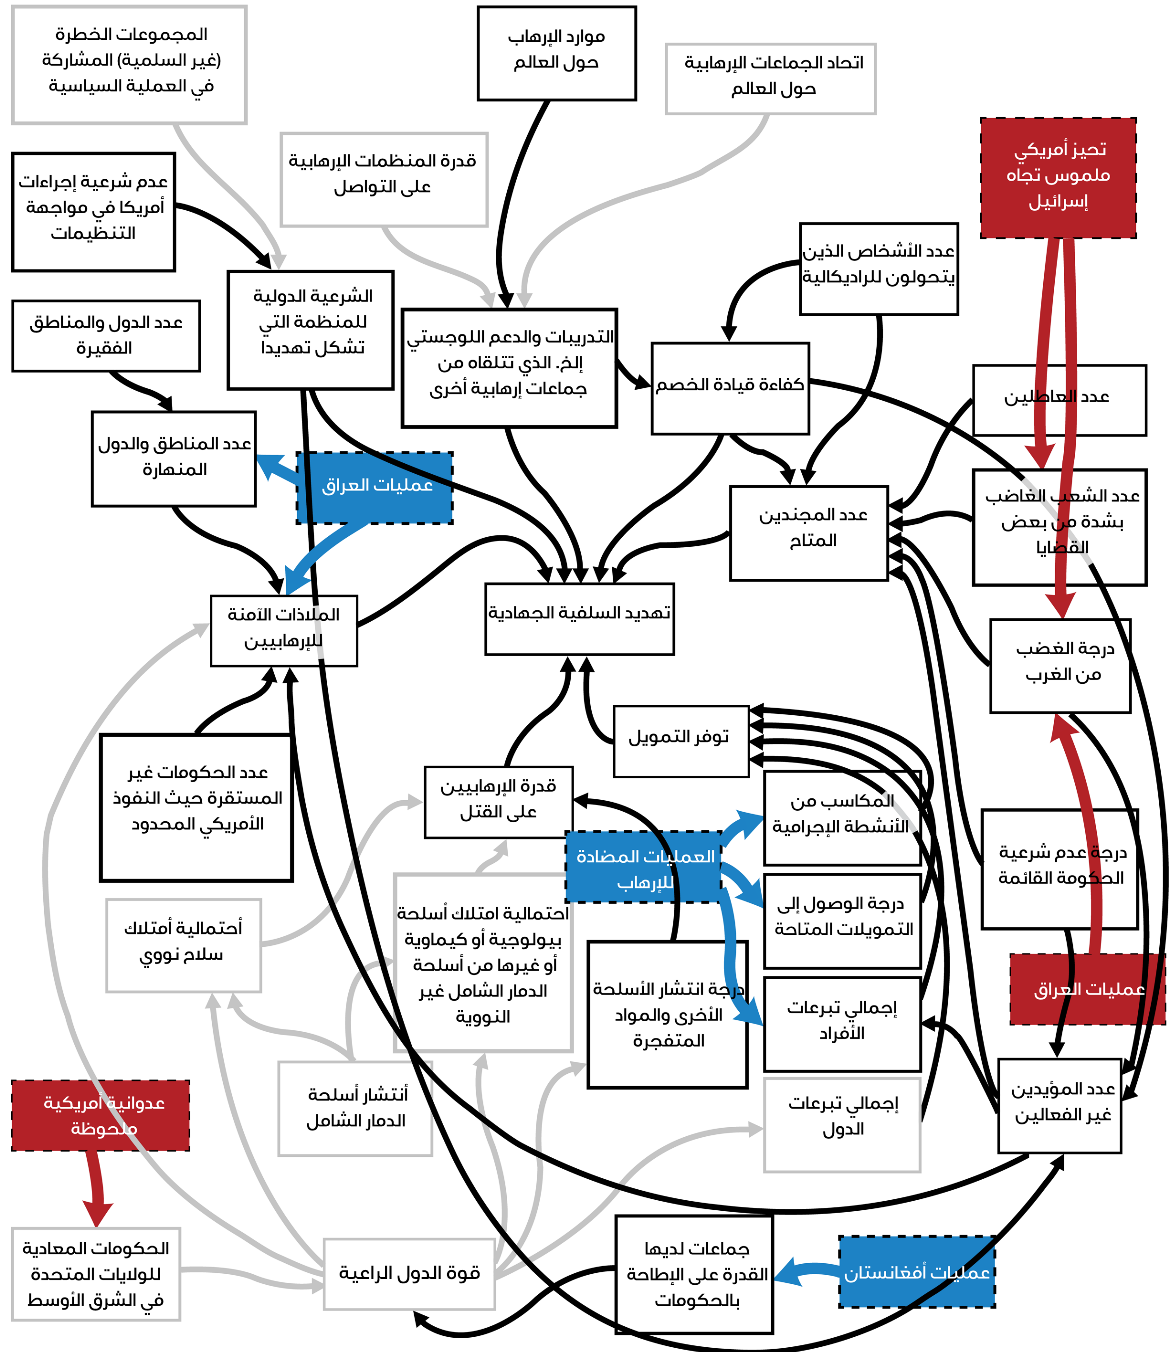 المجموعات الخطرة
(غير السلمية) المشاركة
في العملية السياسية
موارد الإرهاب
حول العالم
اتحاد الجماعات الإرهابية
حول العالم
تحيز أمريكي
ملموس تجاه
إسرائيل
قدرة المنظمات الإرهابية
على التواصل
عدم شرعية إجراءات
أمريكا في مواجهة
التنظيمات
عدد الأشخاص الذين
يتحولون للراديكالية
الشرعية الدولية
للمنظمة التي
تشكل تهديدا
عدد الدول والمناطق
الفقيرة
التدريبات والدعم اللوجستي
إلخ. الذي تتلقاه من
جماعات إرهابية أخرى
كفاءة قيادة الخصم
عدد العاطلين
عدد المناطق والدول
المنهارة
عمليات العراق
عدد الشعب الغاضب
بشدة من بعض
القضايا
عدد المجندين
المتاح
الملاذات الآمنة
للإرهابيين
تهديد السلفية الجهادية
درجة الغضب
من الغرب
توفر التمويل
عدد الحكومات غير
المستقرة حيث النفوذ
الأمريكي المحدود
قدرة الإرهابيين
على القتل
المكاسب من
الأنشطة الإجرامية
العمليات المضادة
للإرهاب
درجة عدم شرعية
الحكومة القائمة
أحتمالية أمتلاك
سلاح نووي
احتمالية امتلاك أسلحة
بيولوجية أو كيماوية
أو غيرها من أسلحة
الدمار الشامل غير
النووية
درجة الوصول إلى
التمويلات المتاحة
درجة انتشار الأسلحة
الأخرى والمواد
المتفجرة
إجمالي تبرعات
الأفراد
عمليات العراق
أنتشار أسلحة
الدمار الشامل
عدوانية أمريكية
ملحوظة
إجمالي تبرعات
الدول
عدد المؤيدين
غير الفعالين
الحكومات المعادية
للولايات المتحدة
في الشرق الأوسط
قوة الدول الراعية
جماعات لديها
القدرة على الإطاحة
بالحكومات
عمليات أفغانستان